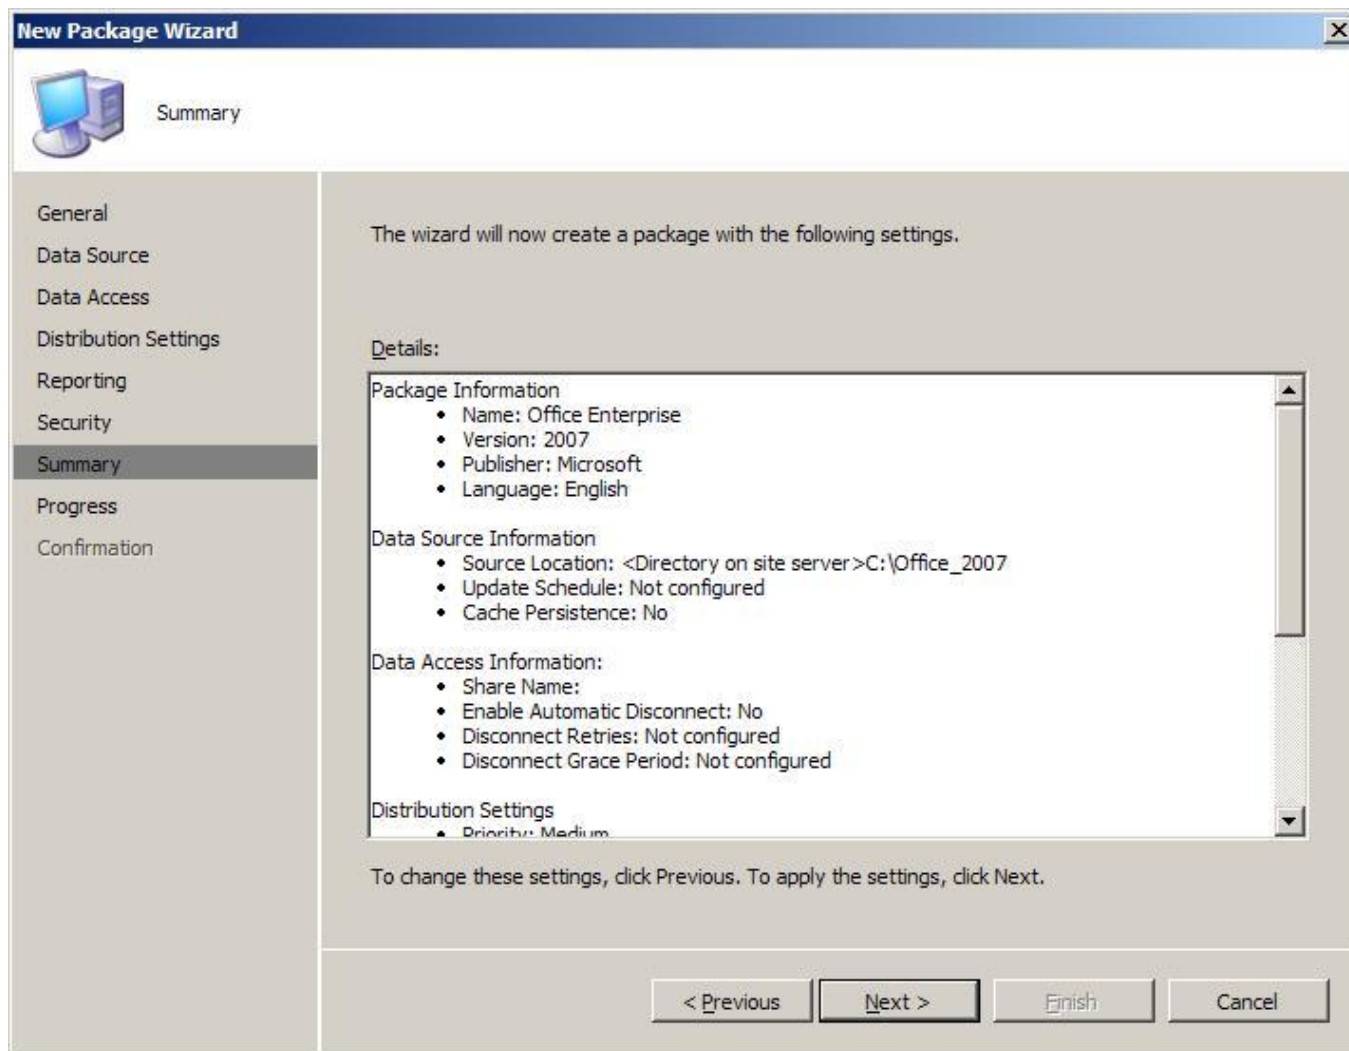 New Package Wizard
Summary
General
Data Source
Data Access
Distribution Settings
Reporting
Security
Summary
Progress
Confirmation
The wizard will now create a package with the following settings.
Details:
Package Information
• Name: Office Enterprise
• Version: 2007
• Publisher: Microsoft
• Language: English
Data Source Information
• Source Location: <Directory on site server>C:\Office_2007
• Update Schedule: Not configured
• Cache Persistence: No
Data Access Information:
• Share Name:
• Enable Automatic Disconnect: No
• Disconnect Retries: Not configured
• Disconnect Grace Period: Not configured
Distribution Settings
• Priority: Medium
To change these settings, click Previous. To apply the settings, click Next.
< Previous
Next >
Finish
Cancel